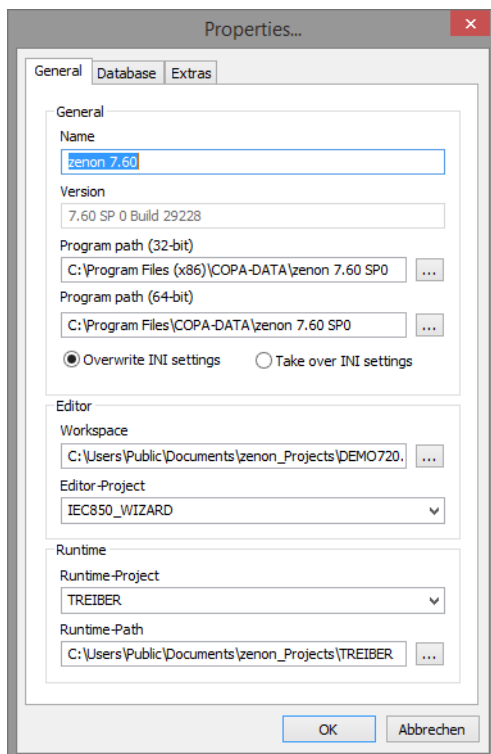 Properties...
General Database Extras
General
Name
zenon 7.60
Version
7.60 SP 0 Build 29228
Program path (32-bit)
C:\Program Files (x86)\COPA-DATA\zenon 7.60 SP0 ...
Program path (64-bit)
C:\Program Files\COPA-DATA\zenon 7.60 SP0 ...
Overwrite INI settings Take over INI settings
Editor
Workspace
C:\Users\Public\Documents\zenon_Projects\DEMO720. ...
Editor-Project
IEC850_WIZARD
Runtime
Runtime-Project
TREIBER
Runtime-Path
C:\Users\Public\Documents\zenon_Projects\TREIBER ...
OK Abbrechen